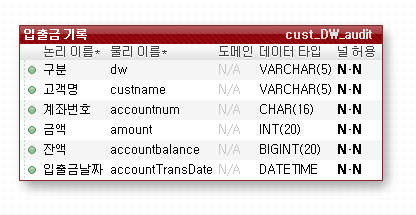 입출금 기록 cust_DW_audit
논리 이름* 물리 이름* 도메인 데이터 타입 널 허용
구분 dw N/A VARCHAR(5) N-N
고객명 custname N/A VARCHAR(5) N-N
계좌번호 accountnum N/A CHAR(16) N-N
금액 amount N/A INT(20) N-N
잔액 accountbalance N/A BIGINT(20) N-N
입출금날짜 accountTransDate N/A DATETIME N-N